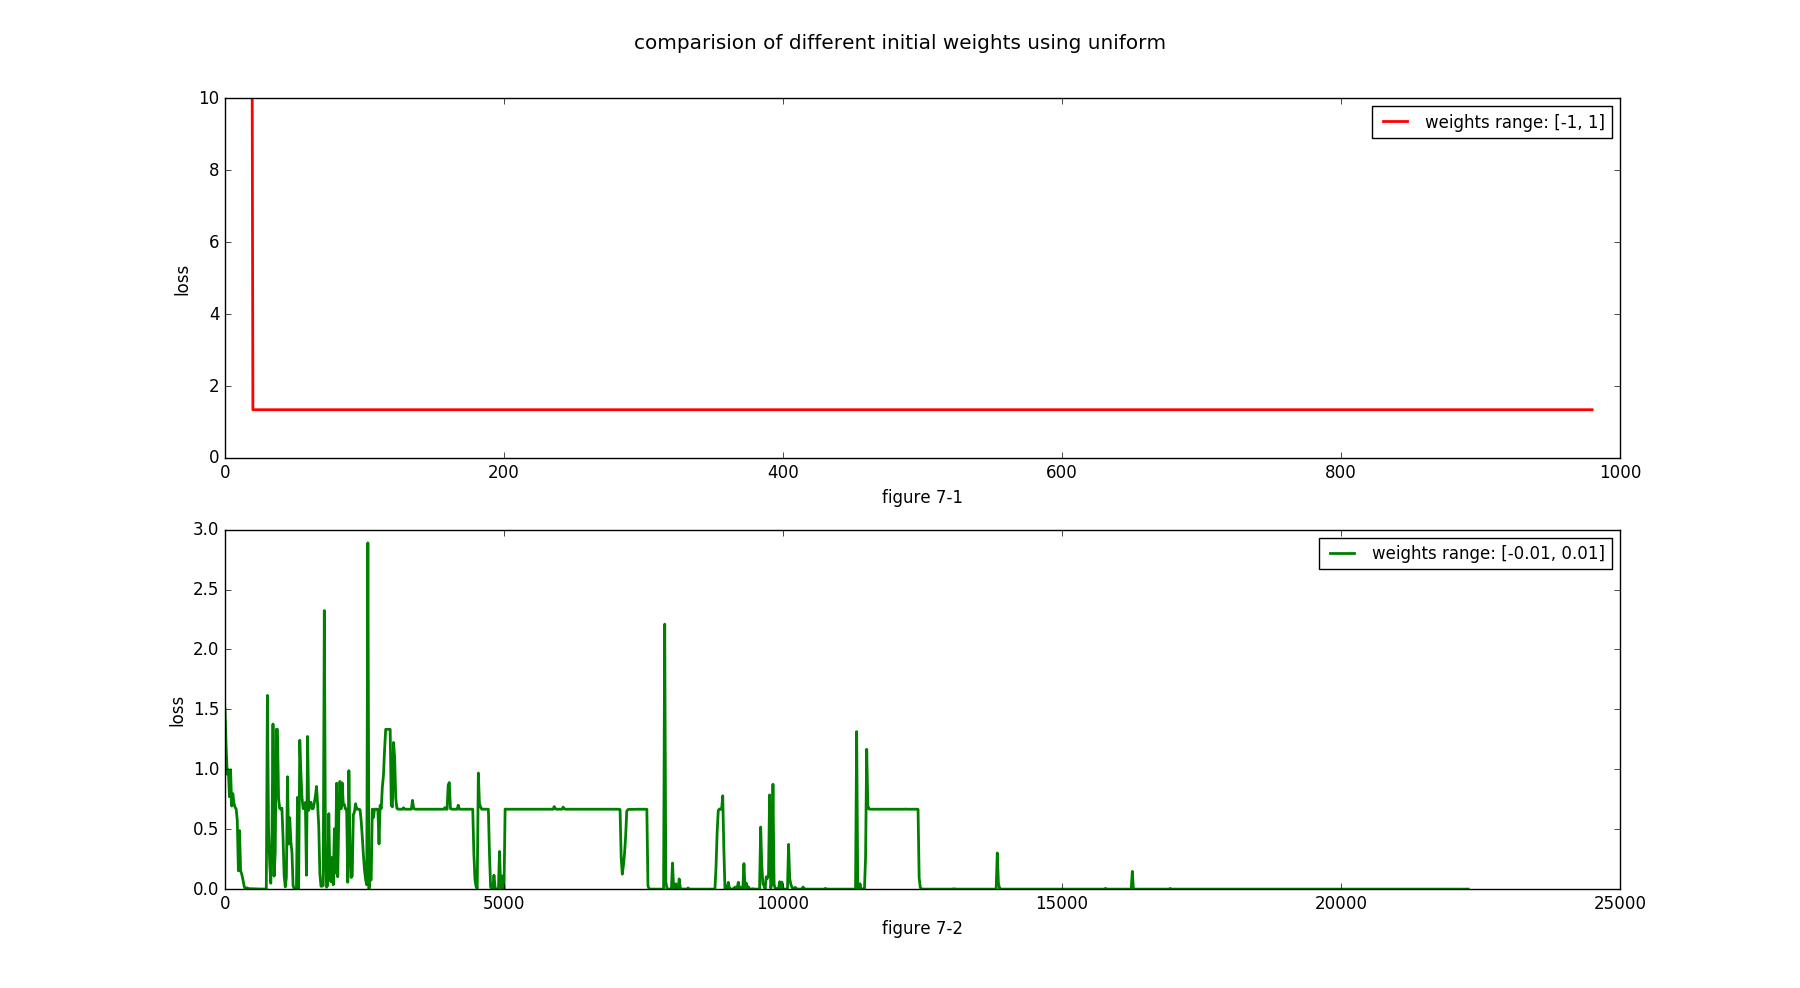 comparision of different initial weights using uniform
10
8
6
4
2
0
loss
weights range: [-1, 1]
0 200 400 600 800 1000
figure 7-1
3.0
2.5
2.0
1.5
1.0
0.5
0.0
loss
weights range: [-0.01, 0.01]
0 5000 10000 15000 20000 25000
figure 7-2